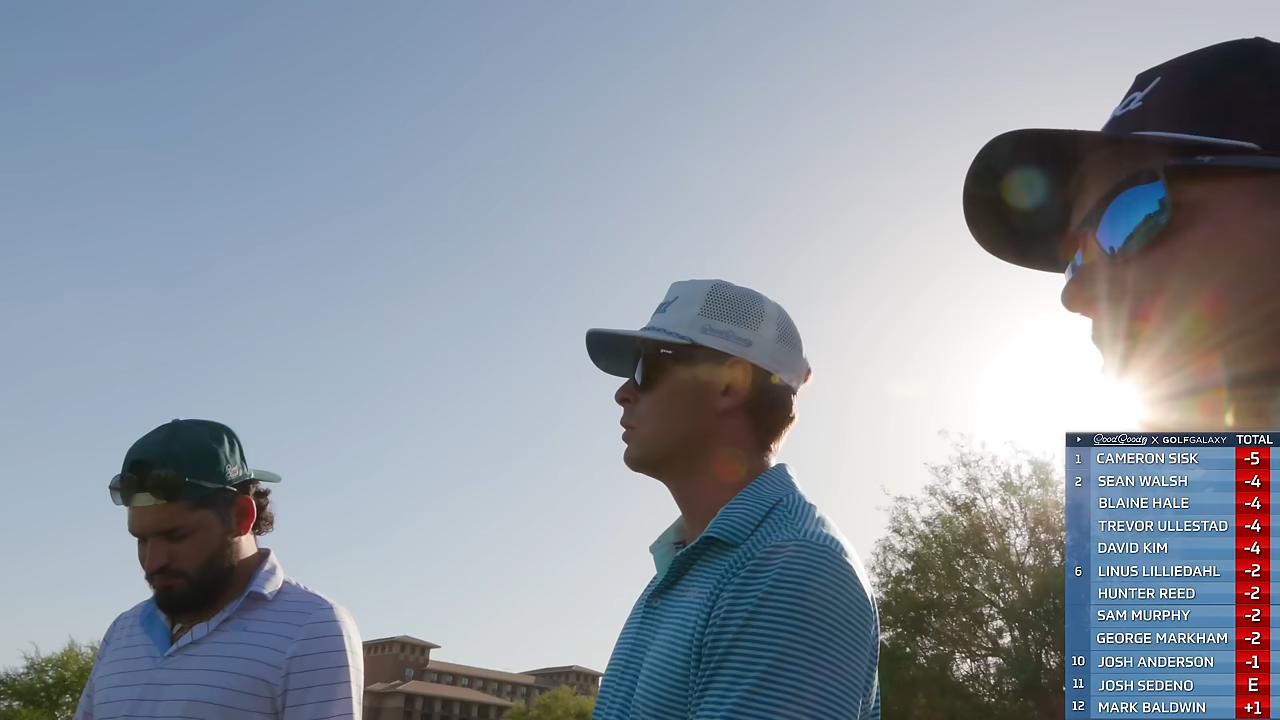 Good Good X GOLFGALAXY TOTAL
1 CAMERON SISK -5
2 SEAN WALSH -4
BLAINE HALE -4
TREVOR ULLESTAD -4
DAVID KIM -4
6 LINUS LILLIEDAHL -2
HUNTER REED -2
SAM MURPHY -2
GEORGE MARKHAM -2
10 JOSH ANDERSON -1
11 JOSH SEDENO E
12 MARK BALDWIN +1